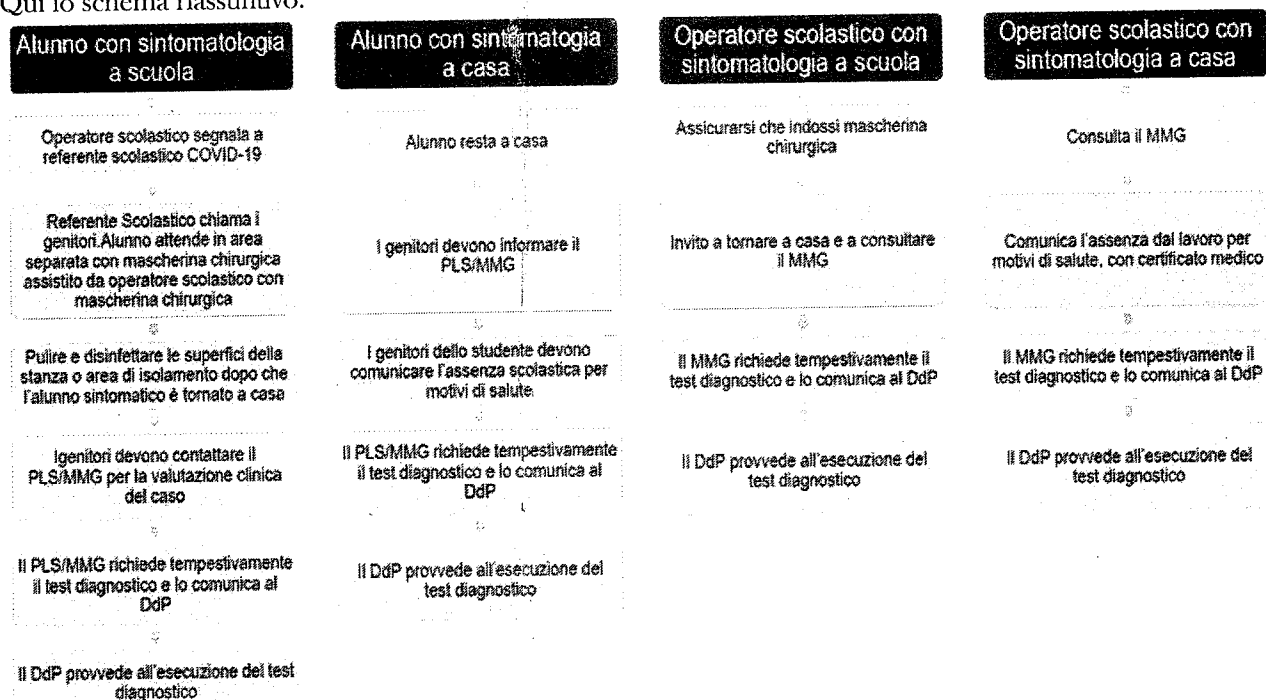 Qui lo schema riassuntivo.
Alunno con sintomatologia
a scuola
Operatore scolastico segnala a
referente scolastico COVID-19
Referente Scolastico chiama i
genitori.Alunno attende in area
separata con mascherina chirurgica
assistito da operatore scolastico con
mascherina chirurgica
Pulire e disinfettare le superfici della
stanza o area di isolamento dopo che
l'alunno sintomatico è tornato a casa
Igenitori devono contattare il
PLS/MMG per la valutazione clinica
del caso
Il PLS/MMG richiede tempestivamente
il test diagnostico e lo comunica al
DdP
Il DdP provvede all'esecuzione del test
diagnostico
Alunno con sintomatogia
a casa
Alunno resta a casa
I genitori devono informare il
PLS/MMG
I genitori dello studente devono
comunicare l'assenza scolastica per
motivi di salute
Il PLS/MMG richiede tempestivamente
il test diagnostico e lo comunica al
DdP
Il DdP provvede all'esecuzione del
test diagnostico
Operatore scolastico con
sintomatologia a scuola
Assicurarsi che indossi mascherina
chirurgica
Invito a tornare a casa e a consultare
il MMG
Il MMG richiede tempestivamente il
test diagnostico e lo comunica al DdP
Il DdP provvede all'esecuzione del
test diagnostico
Operatore scolastico con
sintomatologia a casa
Consulta il MMG
Comunica l'assenza dal lavoro per
motivi di salute, con certificato medico
Il MMG richiede tempestivamente il
test diagnostico e lo comunica al DdP
Il DdP provvede all'esecuzione del
test diagnostico